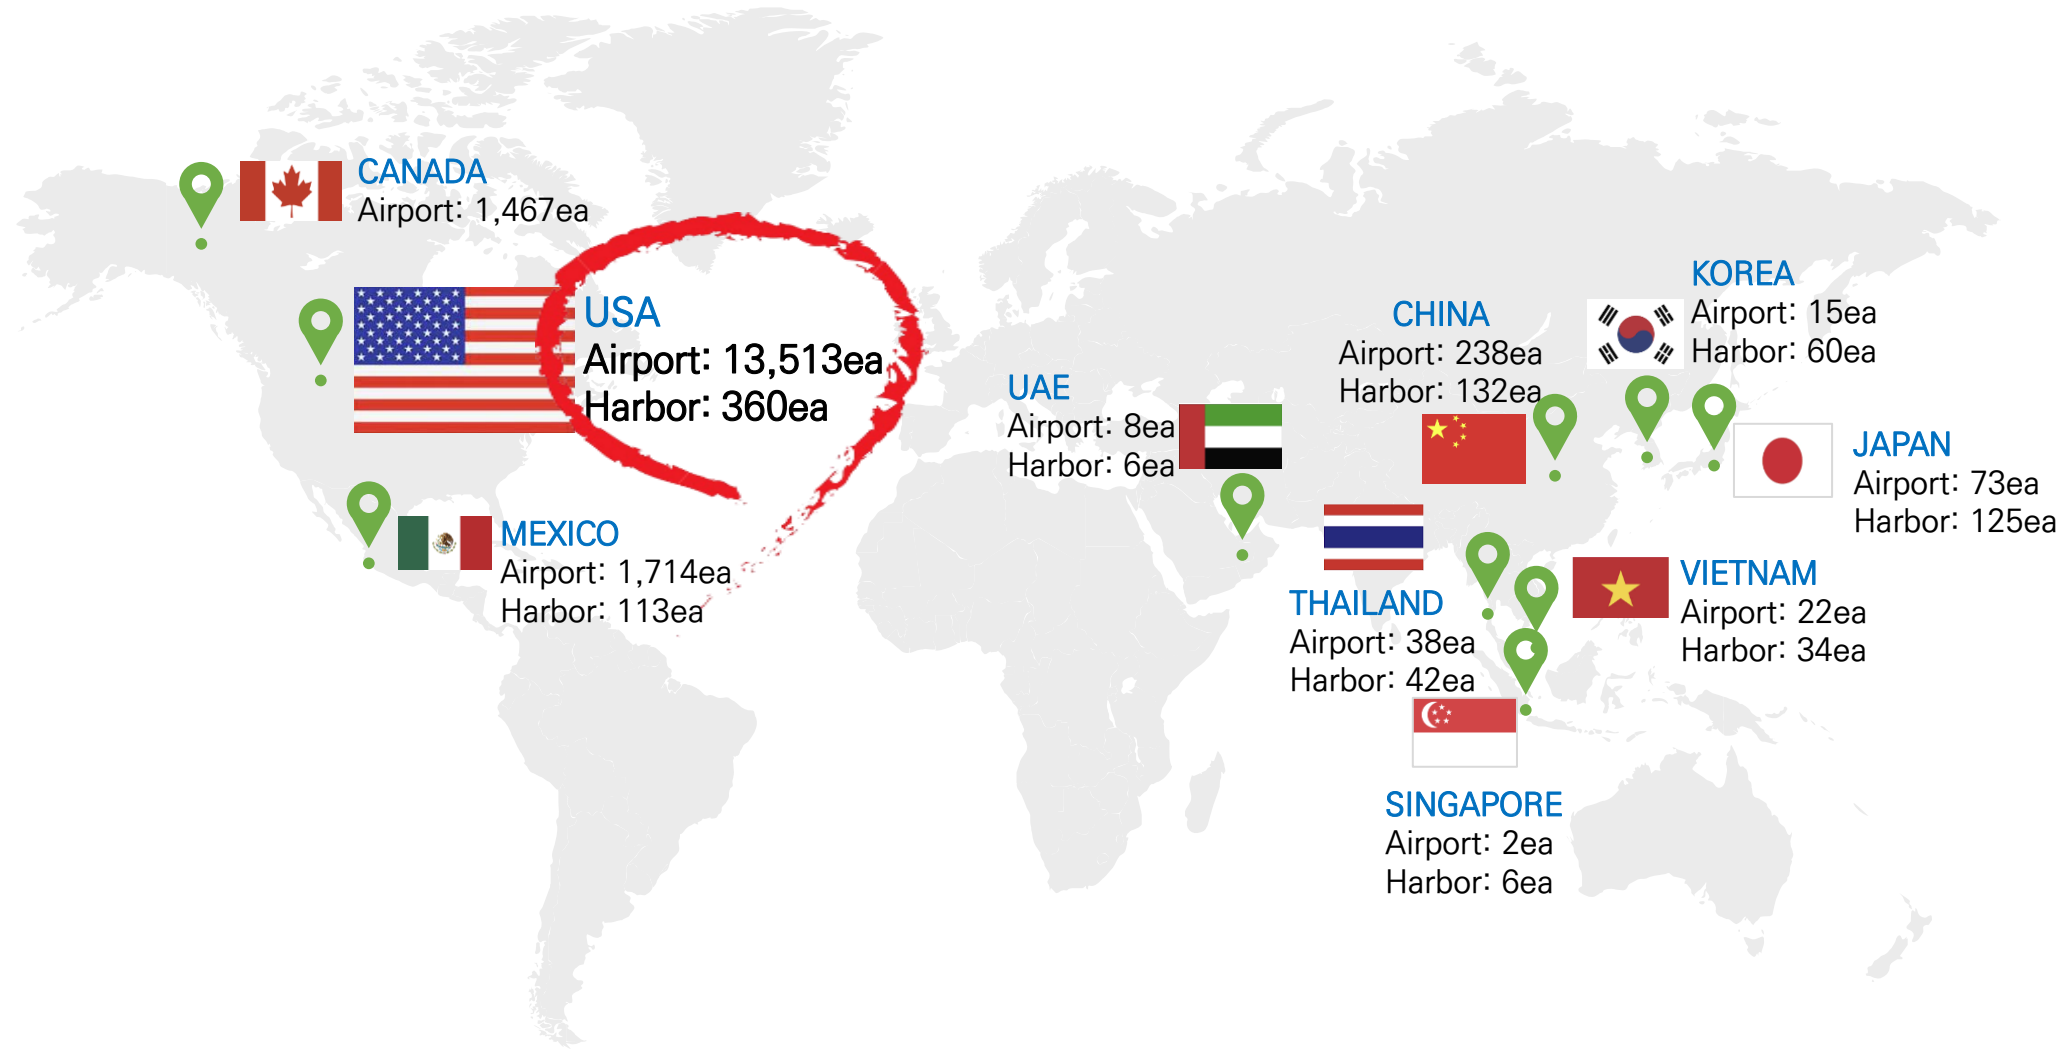 CANADA
Airport: 1,467ea
USA
Airport: 13,513ea
Harbor: 360ea
MEXICO
Airport: 1,714ea
Harbor: 113ea
UAE
Airport: 8ea
Harbor: 6ea
CHINA
Airport: 238ea
Harbor: 132ea
KOREA
Airport: 15ea
Harbor: 60ea
JAPAN
Airport: 73ea
Harbor: 125ea
THAILAND
Airport: 38ea
Harbor: 42ea
VIETNAM
Airport: 22ea
Harbor: 34ea
SINGAPORE
Airport: 2ea
Harbor: 6ea